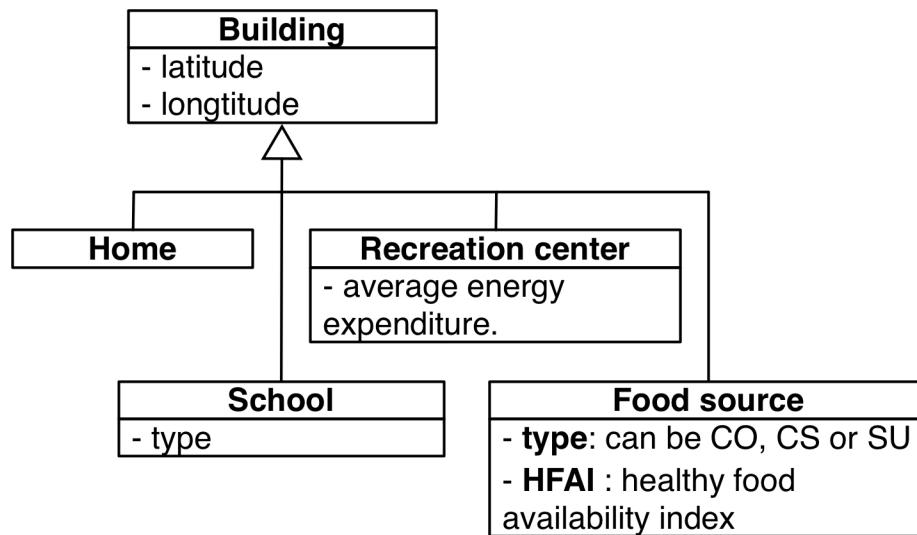 Building
- latitude
- longtitude
Home
Recreation center
- average energy
expenditure.
School
- type
Food source
- type: can be CO, CS or SU
- HFAI : healthy food
availability index